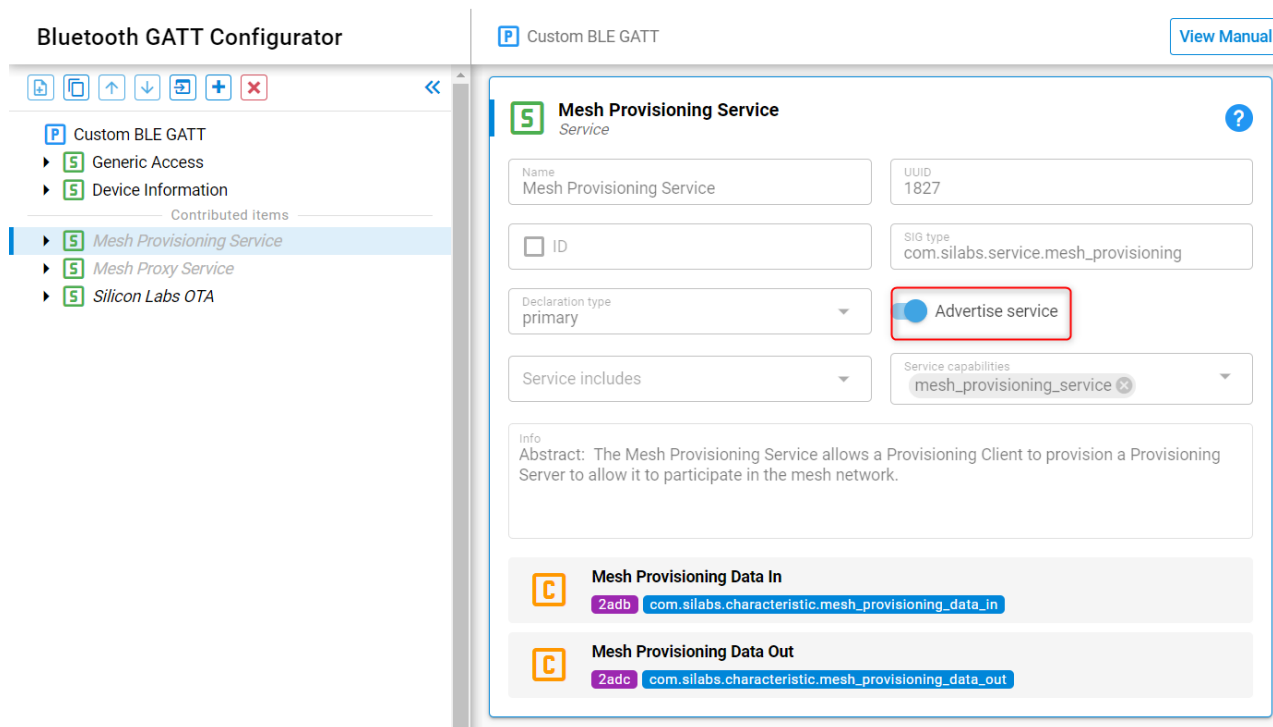 Bluetooth GATT Configurator
P Custom BLE GATT
View Manual
P Custom BLE GATT
S Generic Access
S Device Information
Contributed items
S Mesh Provisioning Service
S Mesh Proxy Service
S Silicon Labs OTA
S Mesh Provisioning Service
Service
?
Name
Mesh Provisioning Service
UUID
1827
ID
SIG type
com.silabs.service.mesh_provisioning
Declaration type
primary
Advertise service
Service includes
Service capabilities
mesh_provisioning_service
Info
Abstract: The Mesh Provisioning Service allows a Provisioning Client to provision a Provisioning
Server to allow it to participate in the mesh network.
C Mesh Provisioning Data In
2adb com.silabs.characteristic.mesh_provisioning_data_in
C Mesh Provisioning Data Out
2adc com.silabs.characteristic.mesh_provisioning_data_out